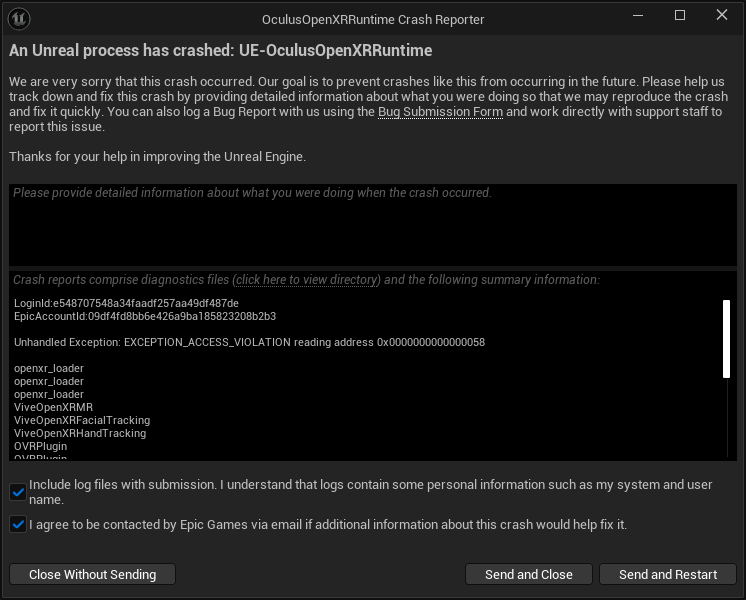 OculusOpenXRRuntime Crash Reporter
An Unreal process has crashed: UE-OculusOpenXRRuntime
We are very sorry that this crash occurred. Our goal is to prevent crashes like this from occurring in the future. Please help us
track down and fix this crash by providing detailed information about what you were doing so that we may reproduce the crash
and fix it quickly. You can also log a Bug Report with us using the Bug Submission Form and work directly with support staff to
report this issue.
Thanks for your help in improving the Unreal Engine.
Please provide detailed information about what you were doing when the crash occurred.
Crash reports comprise diagnostics files (click here to view directory) and the following summary information:
LoginId:e548707548a34faadf257aa49df487de
EpicAccountId:09df4fd8bb6e426a9ba185823208b2b3
Unhandled Exception: EXCEPTION_ACCESS_VIOLATION reading address 0x0000000000000058
openxr_loader
openxr_loader
openxr_loader
ViveOpenXRMR
ViveOpenXRFacialTracking
ViveOpenXRHandTracking
OVRPlugin
OVRPlugin
Include log files with submission. I understand that logs contain some personal information such as my system and user
name.
I agree to be contacted by Epic Games via email if additional information about this crash would help fix it.
Close Without Sending
Send and Close
Send and Restart